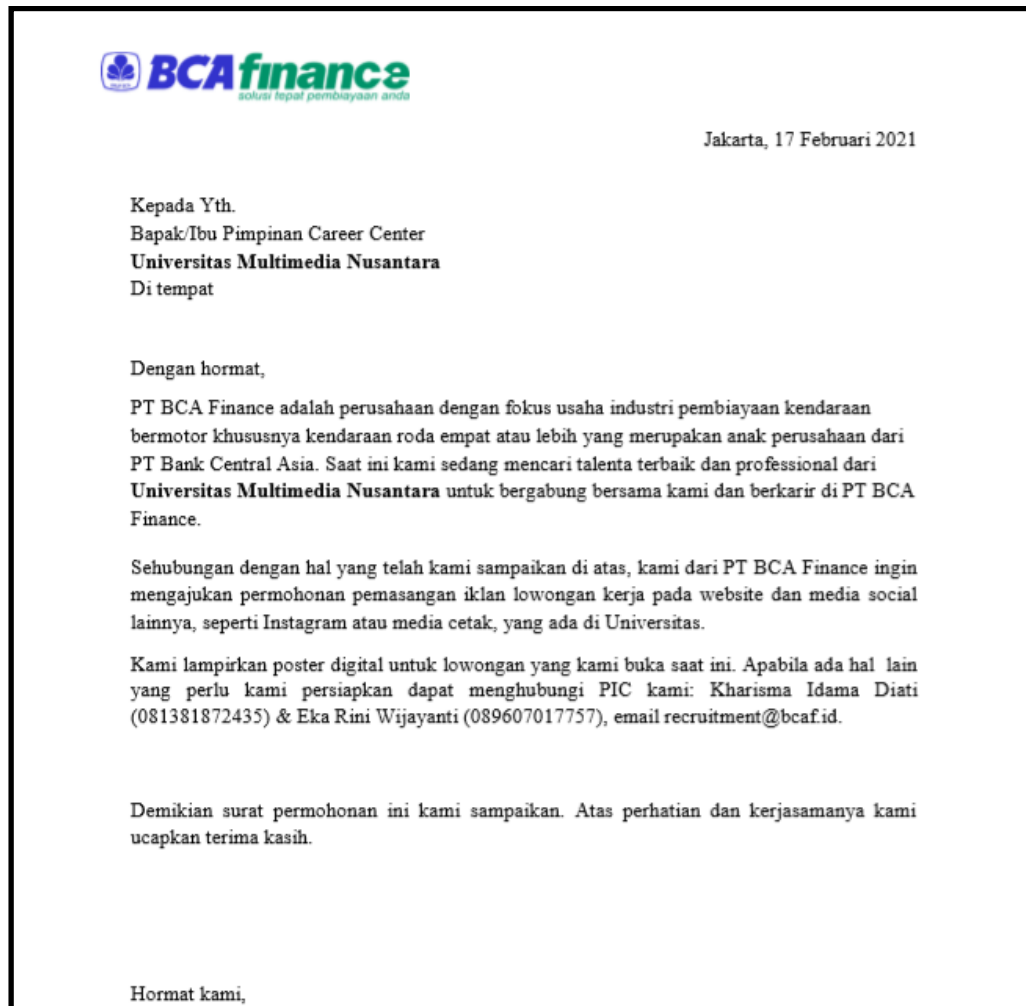 BCA finance
solusi tepat pembiayaan anda
Jakarta, 17 Februari 2021
Kepada Yth.
Bapak/Ibu Pimpinan Career Center
Universitas Multimedia Nusantara
Di tempat
Dengan hormat,
PT BCA Finance adalah perusahaan dengan fokus usaha industri pembiayaan kendaraan
bermotor khususnya kendaraan roda empat atau lebih yang merupakan anak perusahaan dari
PT Bank Central Asia. Saat ini kami sedang mencari talenta terbaik dan professional dari
Universitas Multimedia Nusantara untuk bergabung bersama kami dan berkarir di PT BCA
Finance.
Sehubungan dengan hal yang telah kami sampaikan di atas, kami dari PT BCA Finance ingin
mengajukan permohonan pemasangan iklan lowongan kerja pada website dan media social
lainnya, seperti Instagram atau media cetak, yang ada di Universitas.
Kami lampirkan poster digital untuk lowongan yang kami buka saat ini. Apabila ada hal lain
yang perlu kami persiapkan dapat menghubungi PIC kami: Kharisma Idama Diati
(081381872435) & Eka Rini Wijayanti (089607017757), email recruitment@bcaf.id.
Demikian surat permohonan ini kami sampaikan. Atas perhatian dan kerjasamanya kami
ucapkan terima kasih.
Hormat kami,